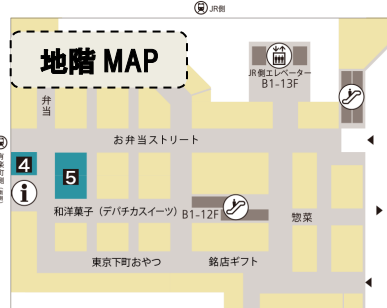 JR側
地階 MAP
JR側エレベーター
B1-13F
弁当
お弁当ストリート
4
5
i
和洋菓子（デパチカスイーツ）
B1-12F
惣菜
東京下町おやつ
銘店ギフト